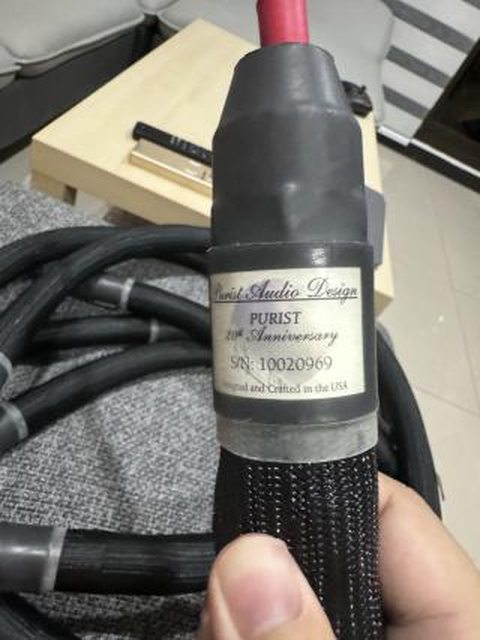 Purist Audio Design
PURIST
20th Anniversary
S/N: 10020969
Designed and Crafted in the USA